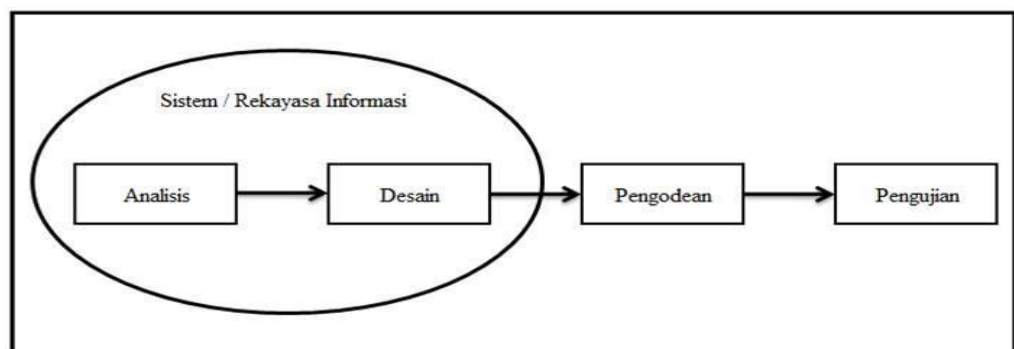 Sistem / Rekayasa Informasi
Analisis
Desain
Pengodean
Pengujian